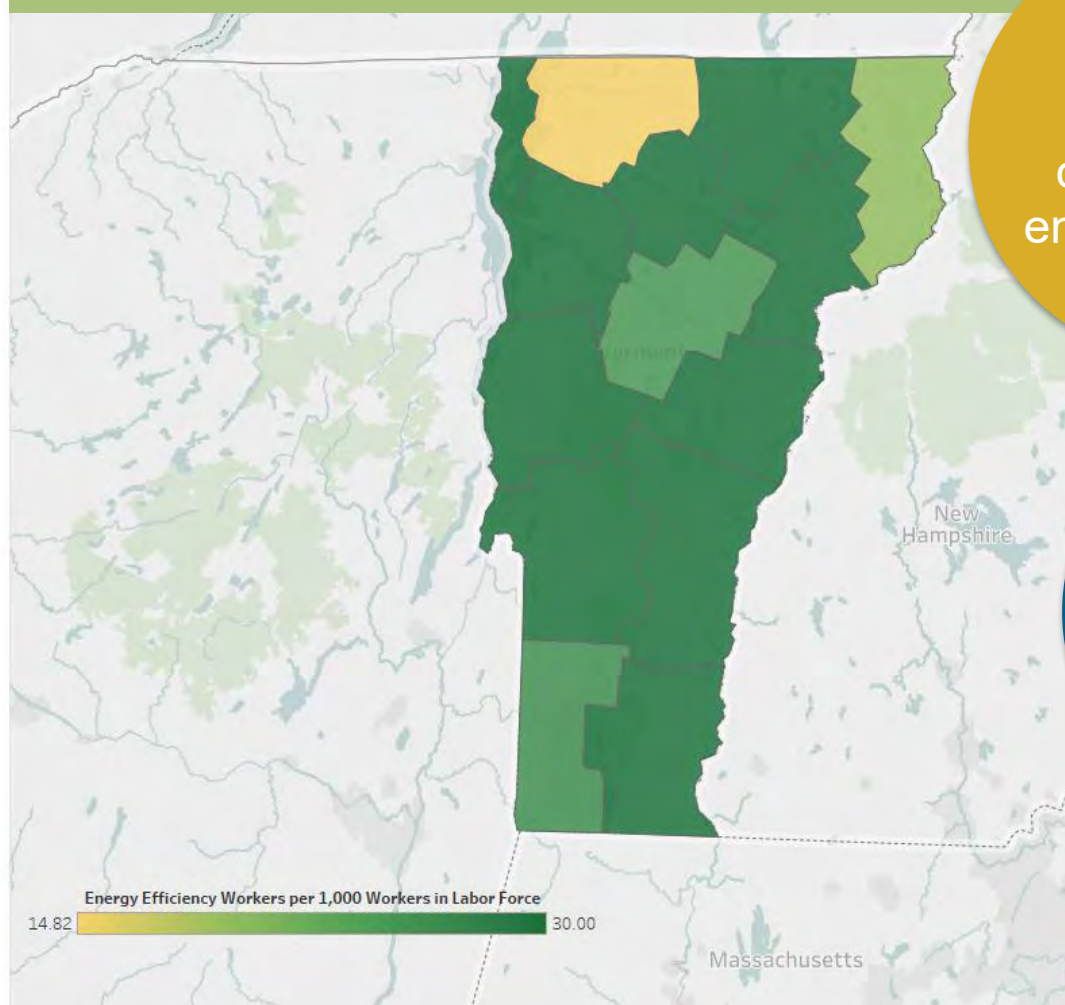 New
Hampshire
Energy Efficiency Workers per 1,000 Workers in Labor Force
14.82
30.00
Massachusetts